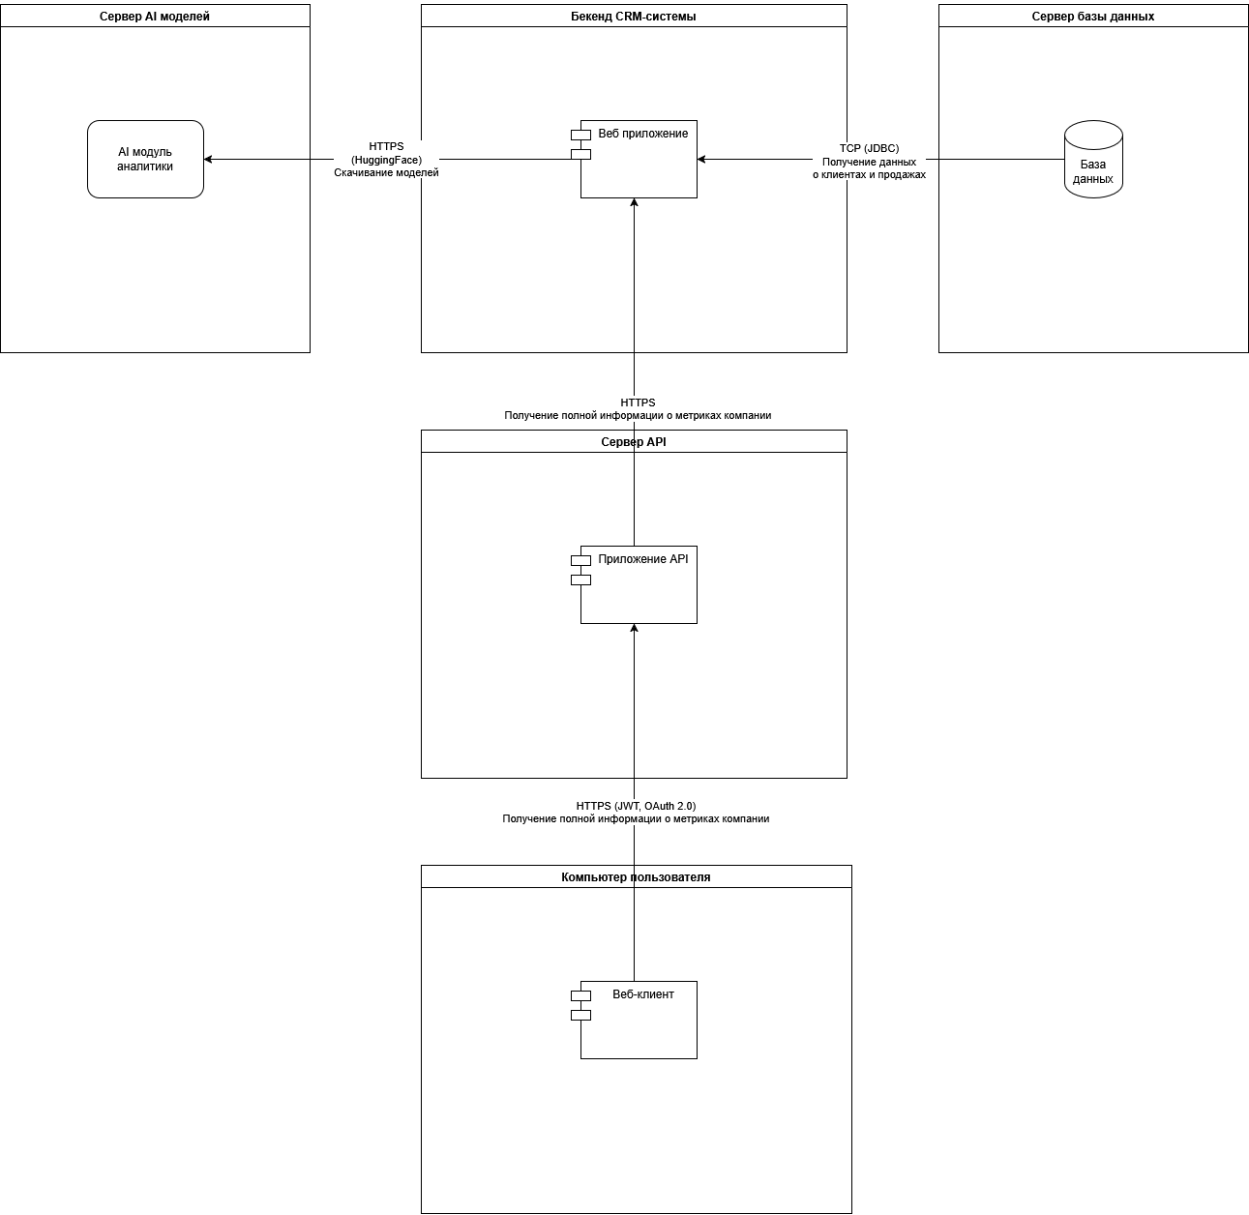 Сервер AI моделей
Бекенд CRM-системы
Сервер базы данных
AI модуль
аналитики
HTTPS
(HuggingFace)
Скачивание моделей
Веб приложение
TCP (JDBC)
Получение данных
о клиентах и продажах
База
данных
HTTPS
Получение полной информации о метриках компании
Сервер API
Приложение API
HTTPS (JWT, OAuth 2.0)
Получение полной информации о метриках компании
Компьютер пользователя
Веб-клиент